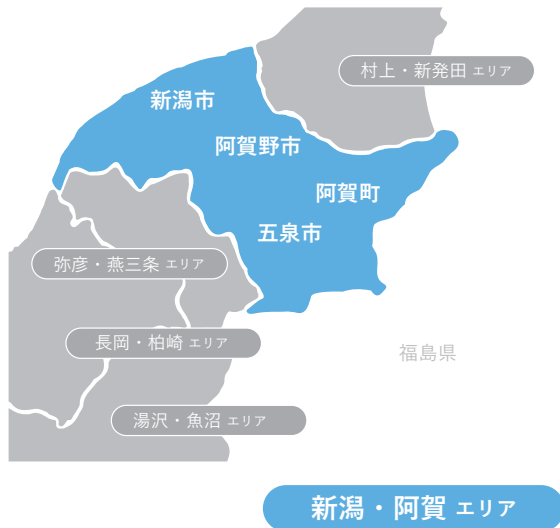 村上・新発田 エリア
新潟市
阿賀野市
阿賀町
五泉市
弥彦・燕三条 エリア
長岡・柏崎 エリア
福島県
湯沢・魚沼 エリア
新潟・阿賀 エリア